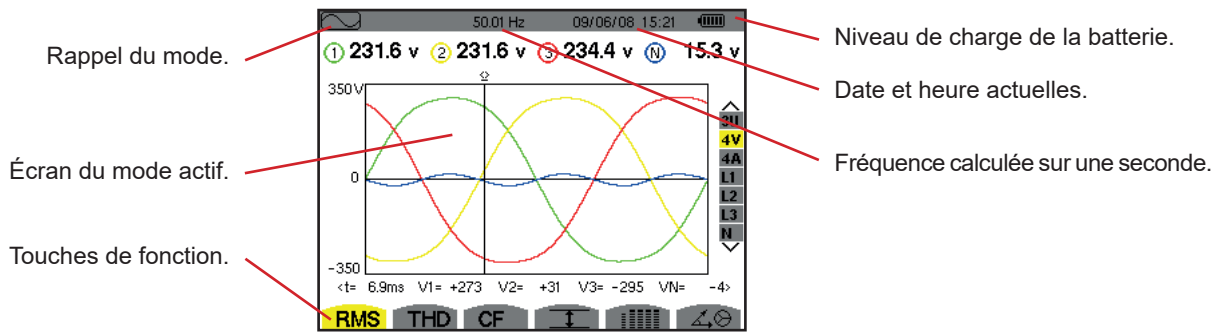 50.01 Hz 09/06/08 15:21
Rappel du mode.
Niveau de charge de la batterie.
1 231.6 v 2 231.6 v 3 234.4 v N 15.3 v
Date et heure actuelles.
350V
3U
4V
4A
Fréquence calculée sur une seconde.
Écran du mode actif.
0
L1
L2
L3
N
Touches de fonction.
-350
<t= 6.9ms V1= +273 V2= +31 V3= -295 VN= -4>
RMS THD CF